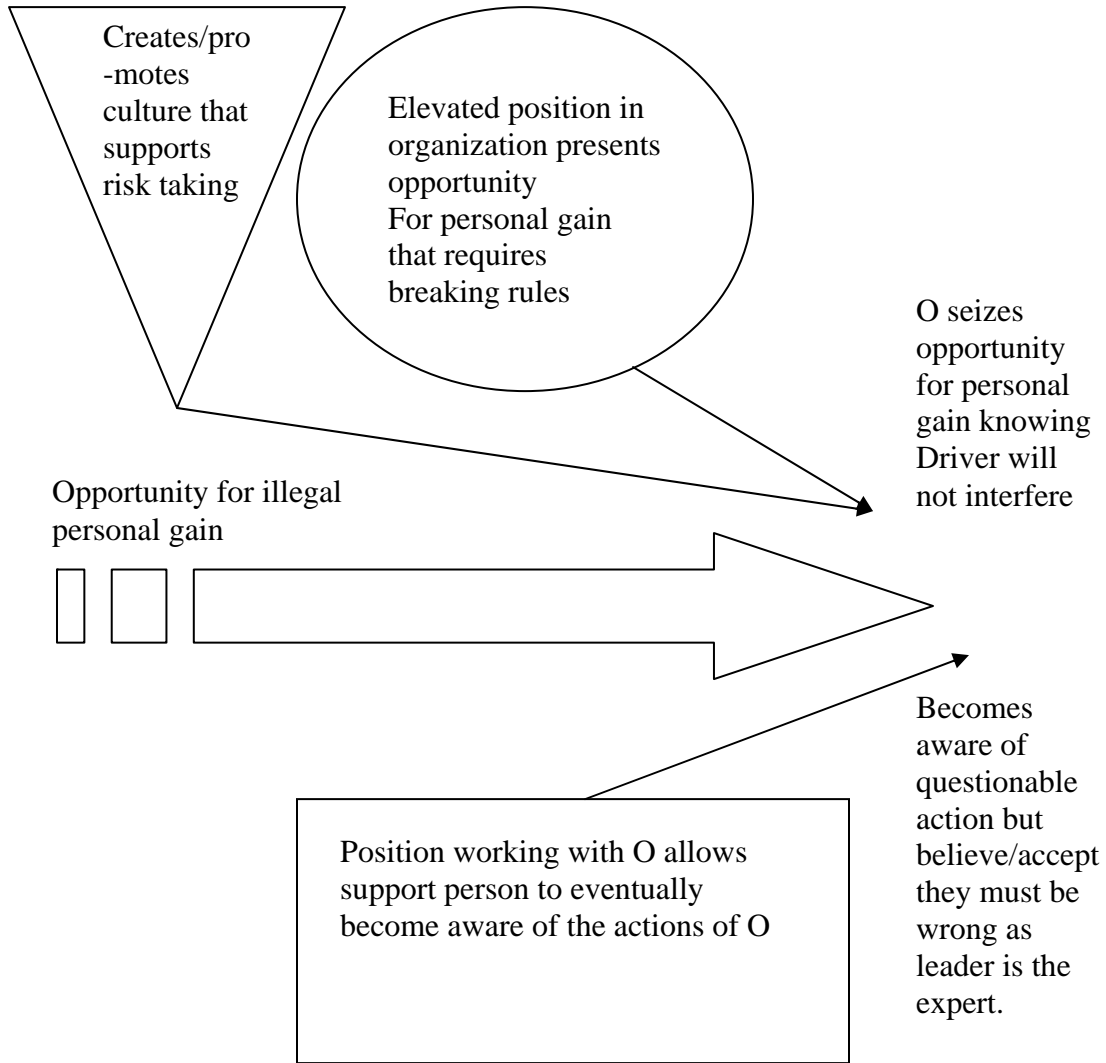 Creates/pro
-motes
culture that
supports
risk taking
Elevated position in
organization presents
opportunity
For personal gain
that requires
breaking rules
O seizes
opportunity
for personal
gain knowing
Driver will
not interfere
Opportunity for illegal
personal gain
Position working with O allows
support person to eventually
become aware of the actions of O
Becomes
aware of
questionable
action but
believe/accept
they must be
wrong as
leader is the
expert.